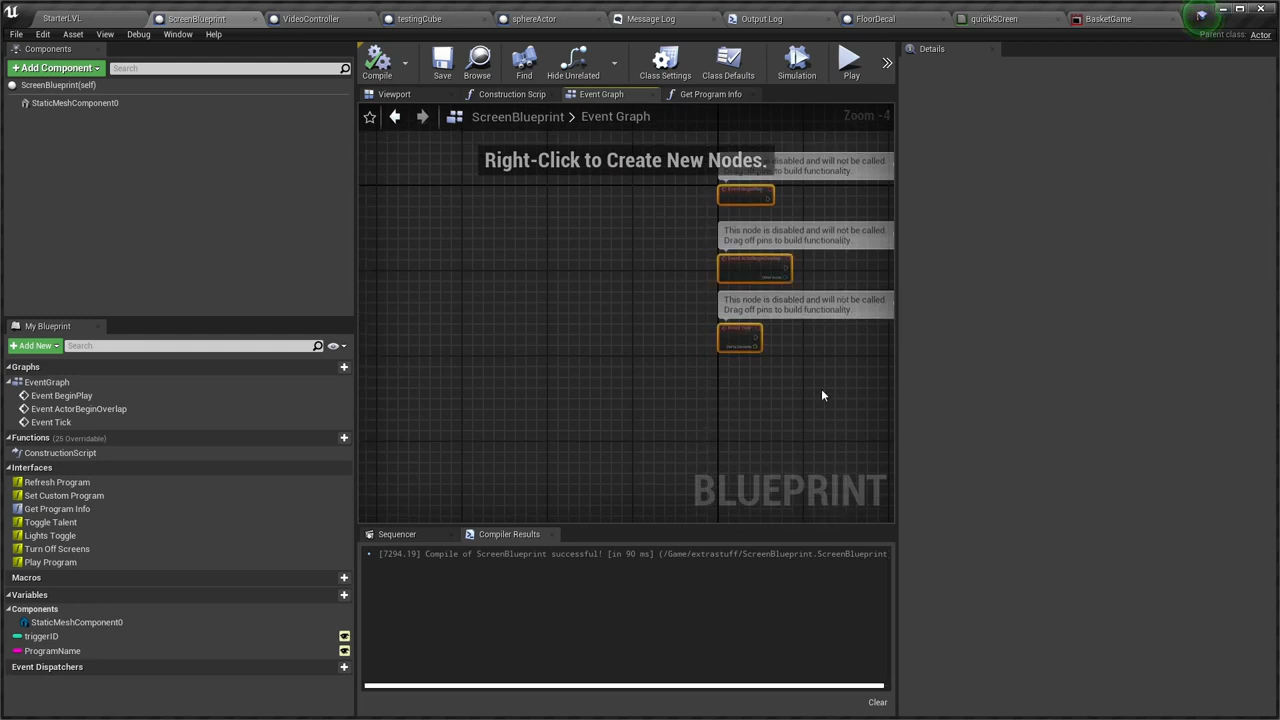 StarterLVL
ScreenBlueprint
VideoController
testingCube
sphereActor
Message Log
Output Log
FloorDecal
quicikSCreen
BasketGame
File Edit Asset View Debug Window Help
Parent class: Actor
Components
+ Add Component
Search
ScreenBlueprint(self)
StaticMeshComponent0
My Blueprint
+ Add New
Search
Graphs
EventGraph
Event BeginPlay
Event ActorBeginOverlap
Event Tick
Functions (25 Overridable)
ConstructionScript
Interfaces
Refresh Program
Set Custom Program
Get Program Info
Toggle Talent
Lights Toggle
Turn Off Screens
Play Program
Macros
Variables
Components
StaticMeshComponent0
triggerID
ProgramName
Event Dispatchers
Compile
Save
Browse
Find
Hide Unrelated
Class Settings
Class Defaults
Simulation
Play
Viewport
Construction Scrip
Event Graph
Get Program Info
ScreenBlueprint > Event Graph
Zoom -4
Right-Click to Create New Nodes.
disabled and will not be called
pins to build functionality
Event BeginPlay
This node is disabled and will not be called
Drag off pins to build functionality
Event ActorBeginOverlap
This node is disabled and will not be called
Drag off pins to build functionality
BLUEPRINT
Sequencer
Compiler Results
[7294.19] Compile of ScreenBlueprint successful! [in 90 ms] (/Game/extrastuff/ScreenBlueprint.ScreenBlueprint
Clear
Details